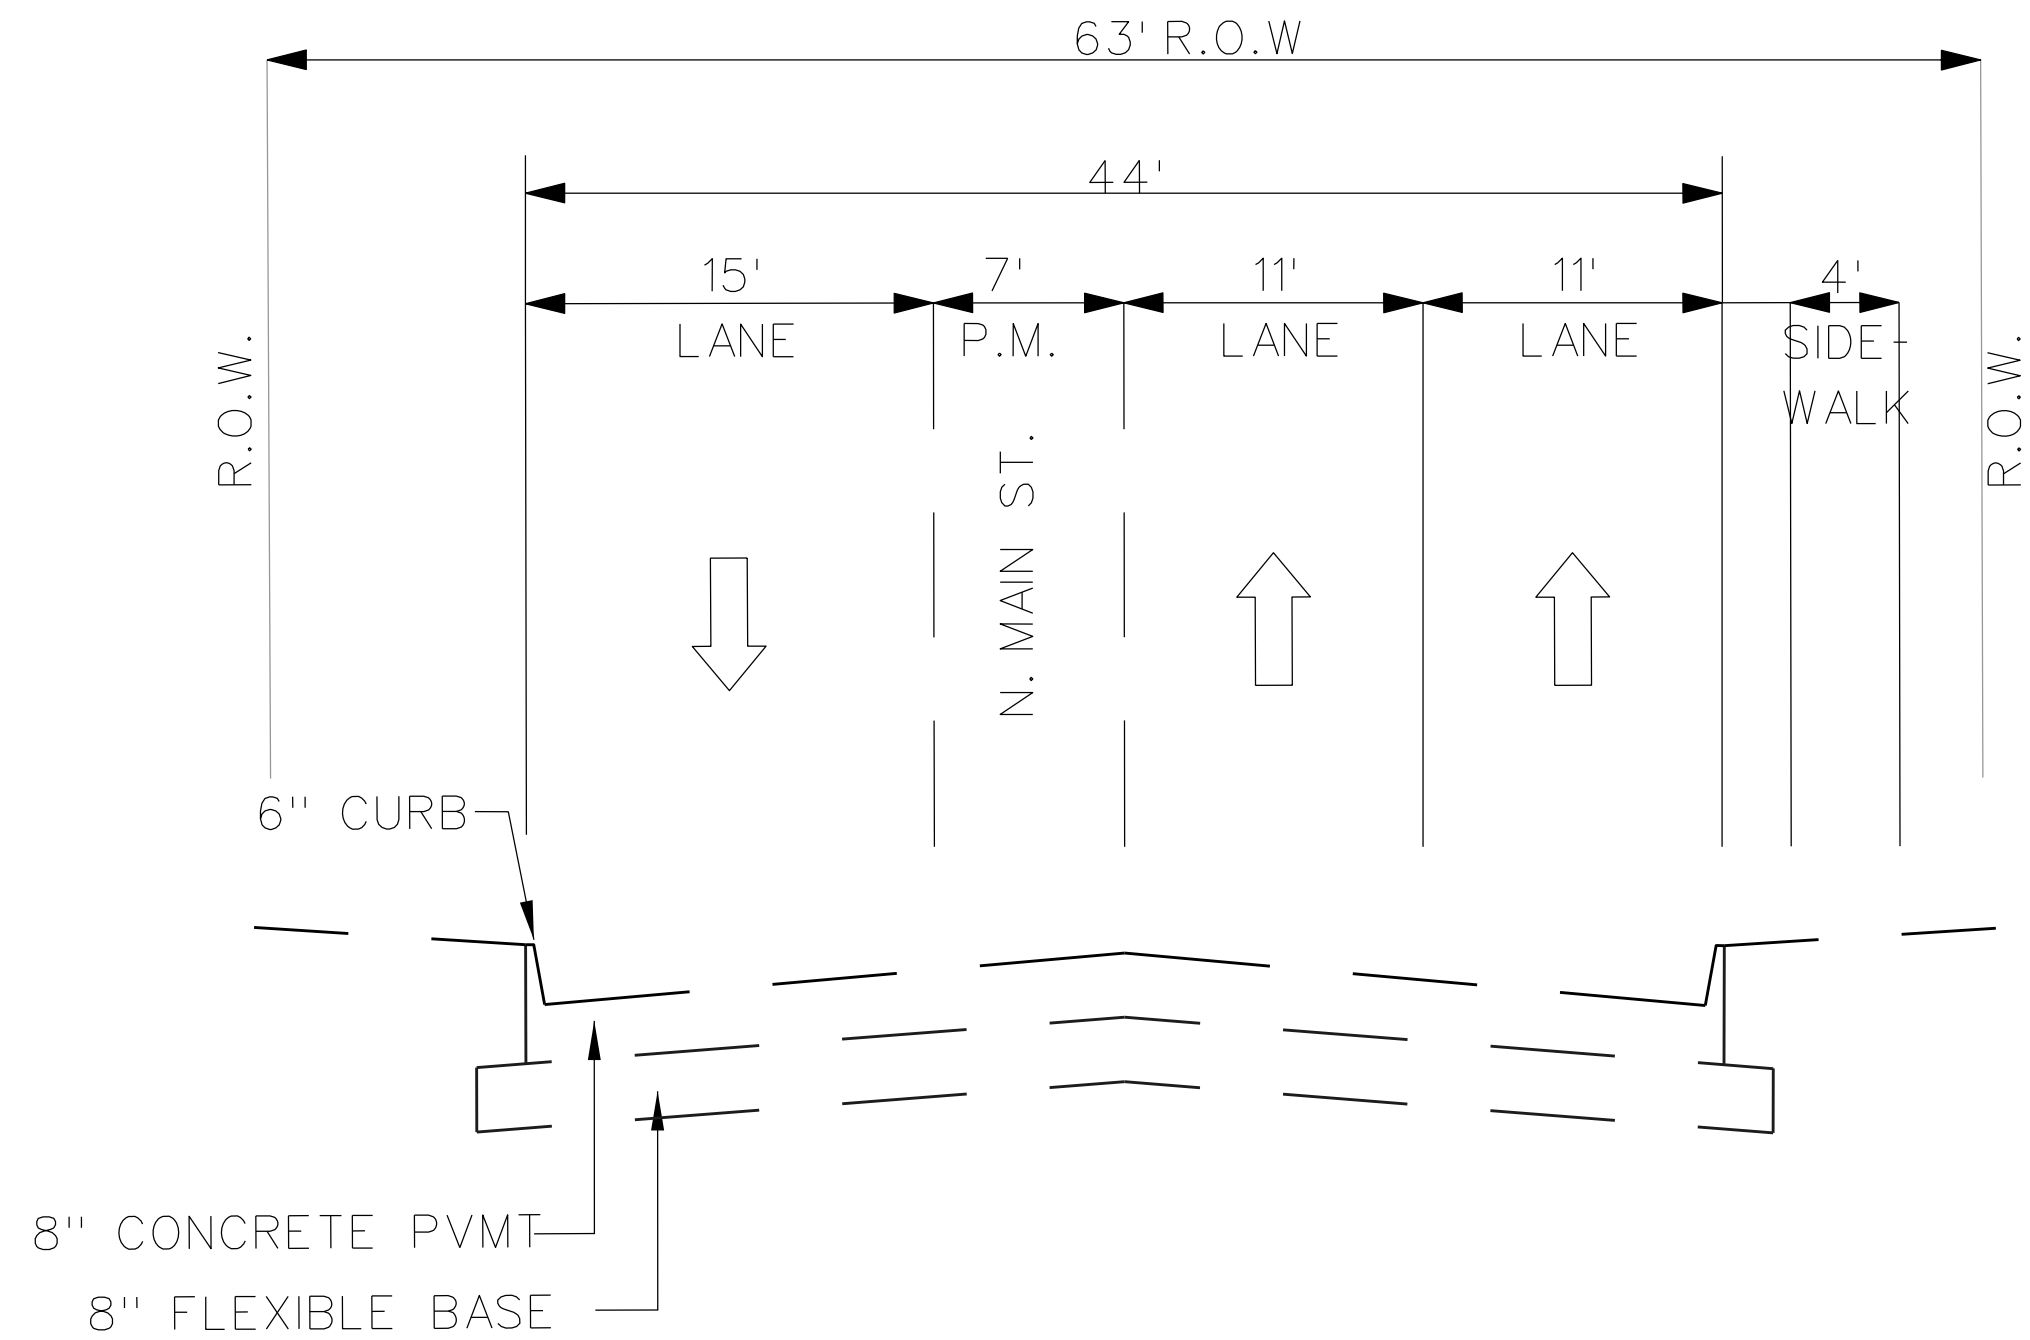 63' R.O.W
44'
15'
7'
11'
11'
4'
LANE
P.M.
LANE
LANE
SIDE-
WALK
R.O.W.
R.O.W.
N. MAIN ST.
6" CURB
8" CONCRETE PVMT
8" FLEXIBLE BASE